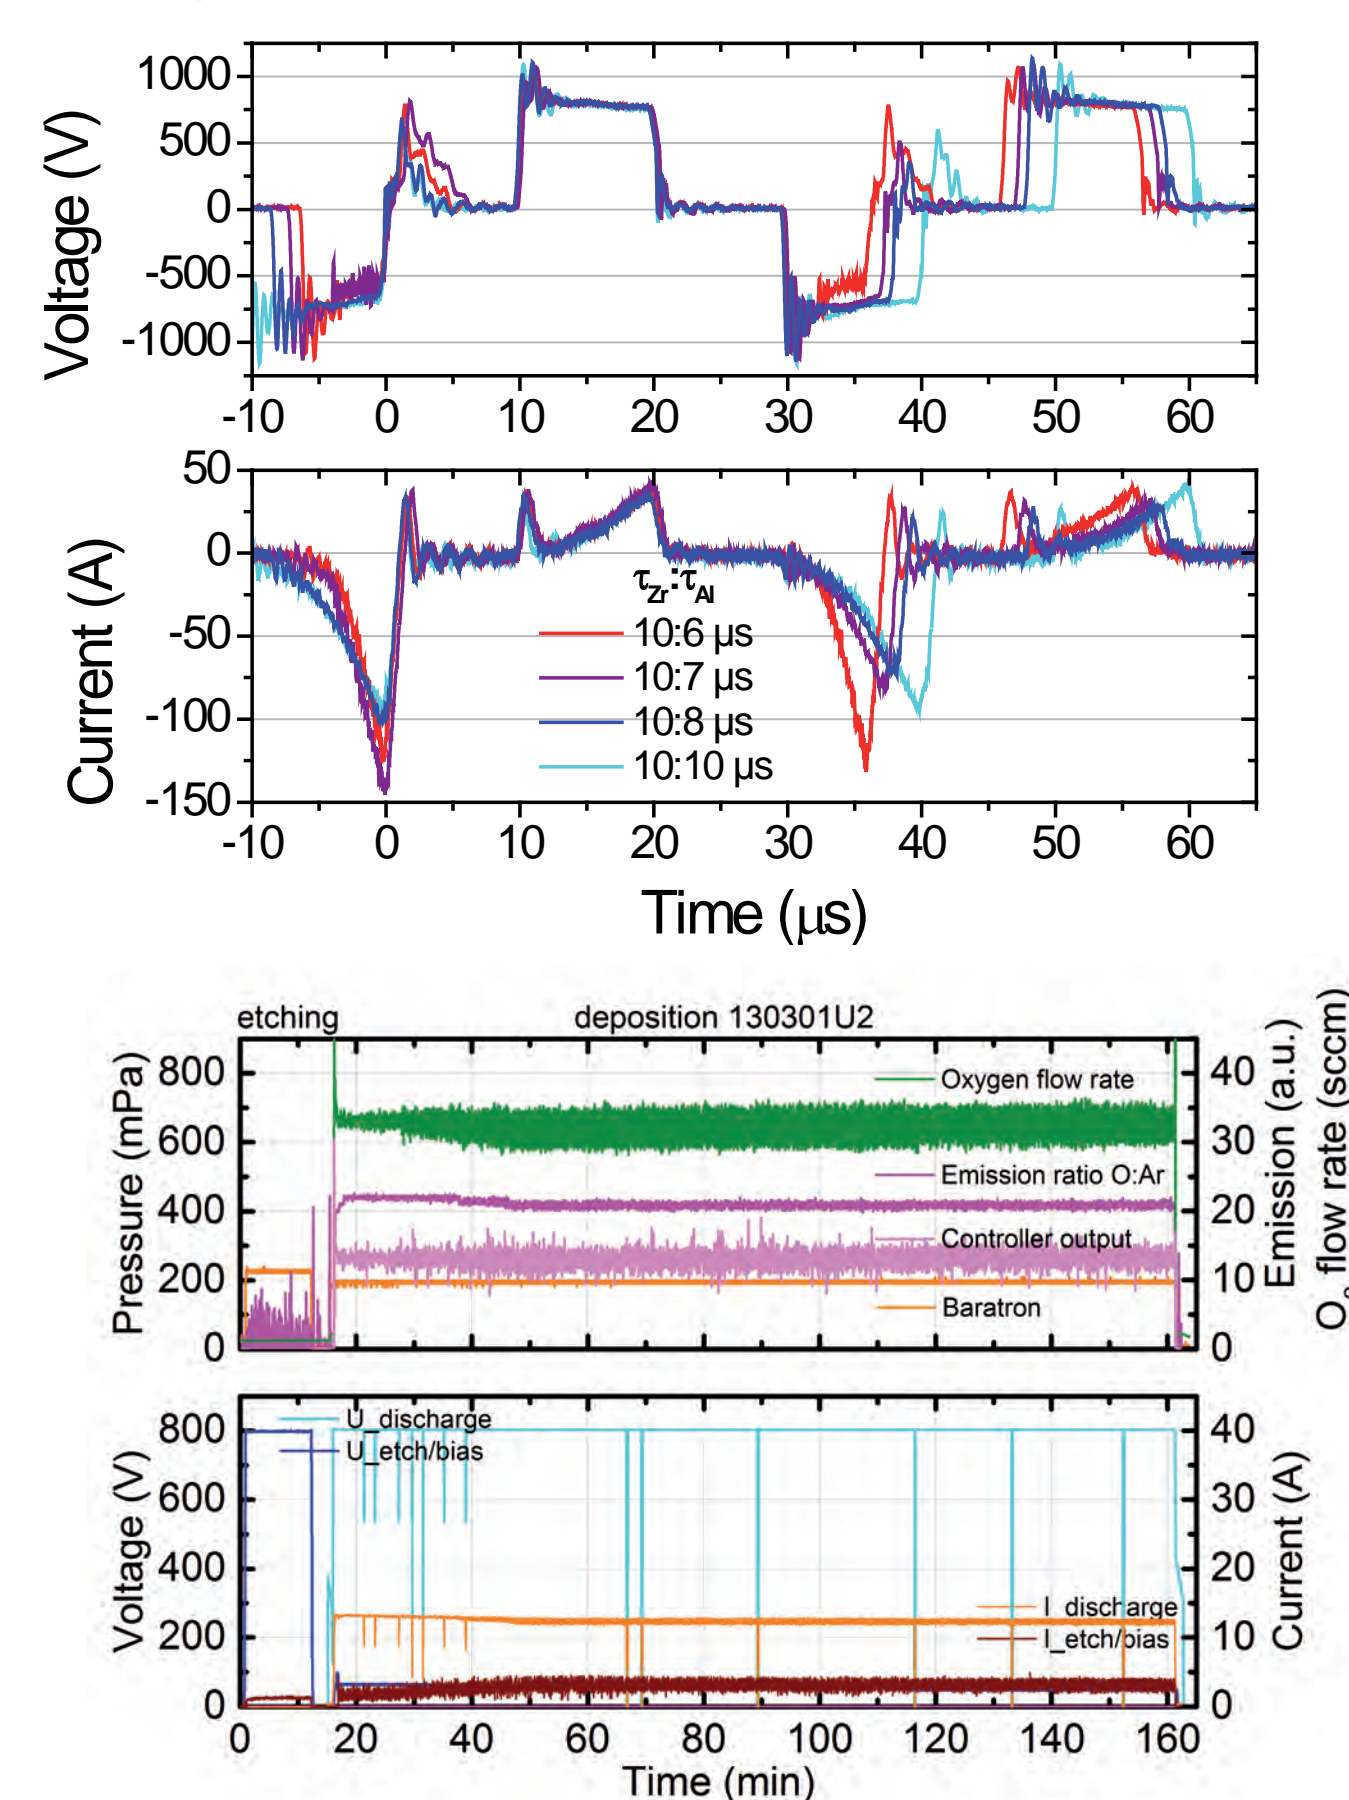 1000
500
0
-500
-1000
Voltage (V)
-10 0 10 20 30 40 50 60
50
0
-50
-100
-150
Current (A)
τZr:τAl
10:6 µs
10:7 µs
10:8 µs
10:10 µs
-10 0 10 20 30 40 50 60
Time (µs)
etching deposition 130301U2
800
600
400
200
0
Pressure (mPa)
Oxygen flow rate
Emission ratio O:Ar
Controller output
Baratron
40
30
20
10
0
Emission (a.u.)
flow rate (sccm)
800
600
400
200
0
Voltage (V)
U_discharge
U_etch/bias
I_discharge
I_etch/bias
40
30
20
10
0
Current (A)
0 20 40 60 80 100 120 140 160
Time (min)